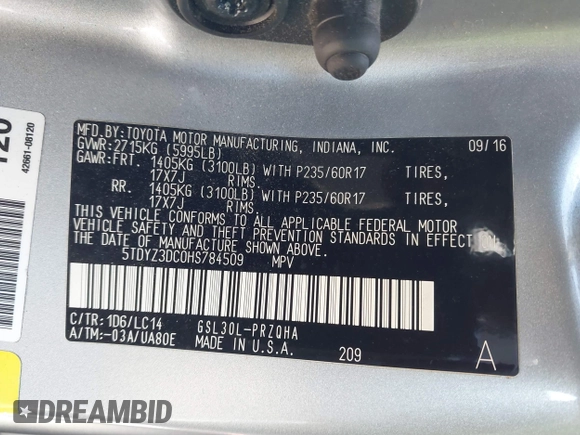 MFD. BY:TOYOTA MOTOR MANUFACTURING, INDIANA, INC. 09/16
GVWR:2715KG (5995LB)
GAWR:FRT. 1405KG (3100LB) WITH P235/60R17 TIRES,
17X7J RIMS.
RR. 1405KG (3100LB) WITH P235/60R17 TIRES,
17X7J RIMS.
THIS VEHICLE CONFORMS TO ALL APPLICABLE FEDERAL MOTOR
VEHICLE SAFETY AND THEFT PREVENTION STANDARDS IN EFFECT ON
THE DATE OF MANUFACTURE SHOWN ABOVE.
5TDYZ3DC0HS784509 MPV
C/TR:1D6/LC14 GSL30L-PRZQHA
A/TM:-03A/UA80E MADE IN U.S.A. 209 A
42661-08120
DREAMBID